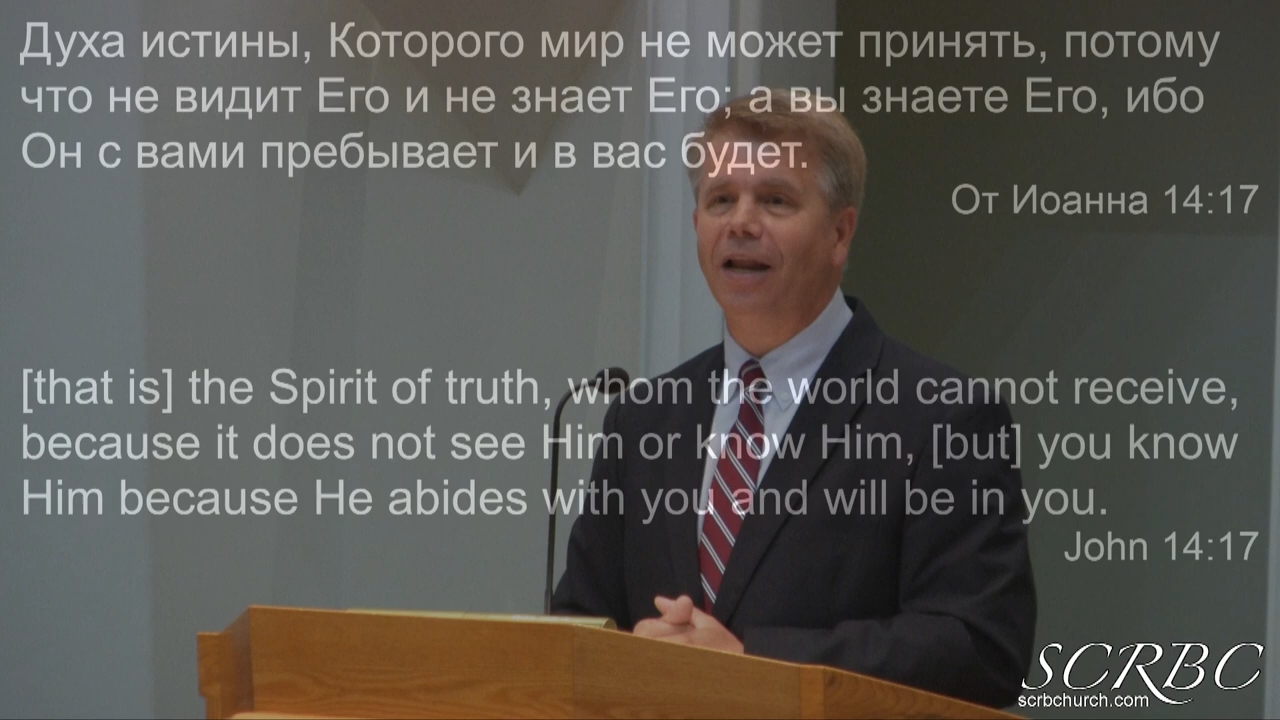 Духа истины, Которого мир не может принять, потому
что не видит Его и не знает Его; а вы знаете Его, ибо
Он с вами пребывает и в вас будет.
От Иоанна 14:17
[that is] the Spirit of truth, whom the world cannot receive,
because it does not see Him or know Him, [but] you know
Him because He abides with you and will be in you.
John 14:17
SCRBC
scrbchurch.com